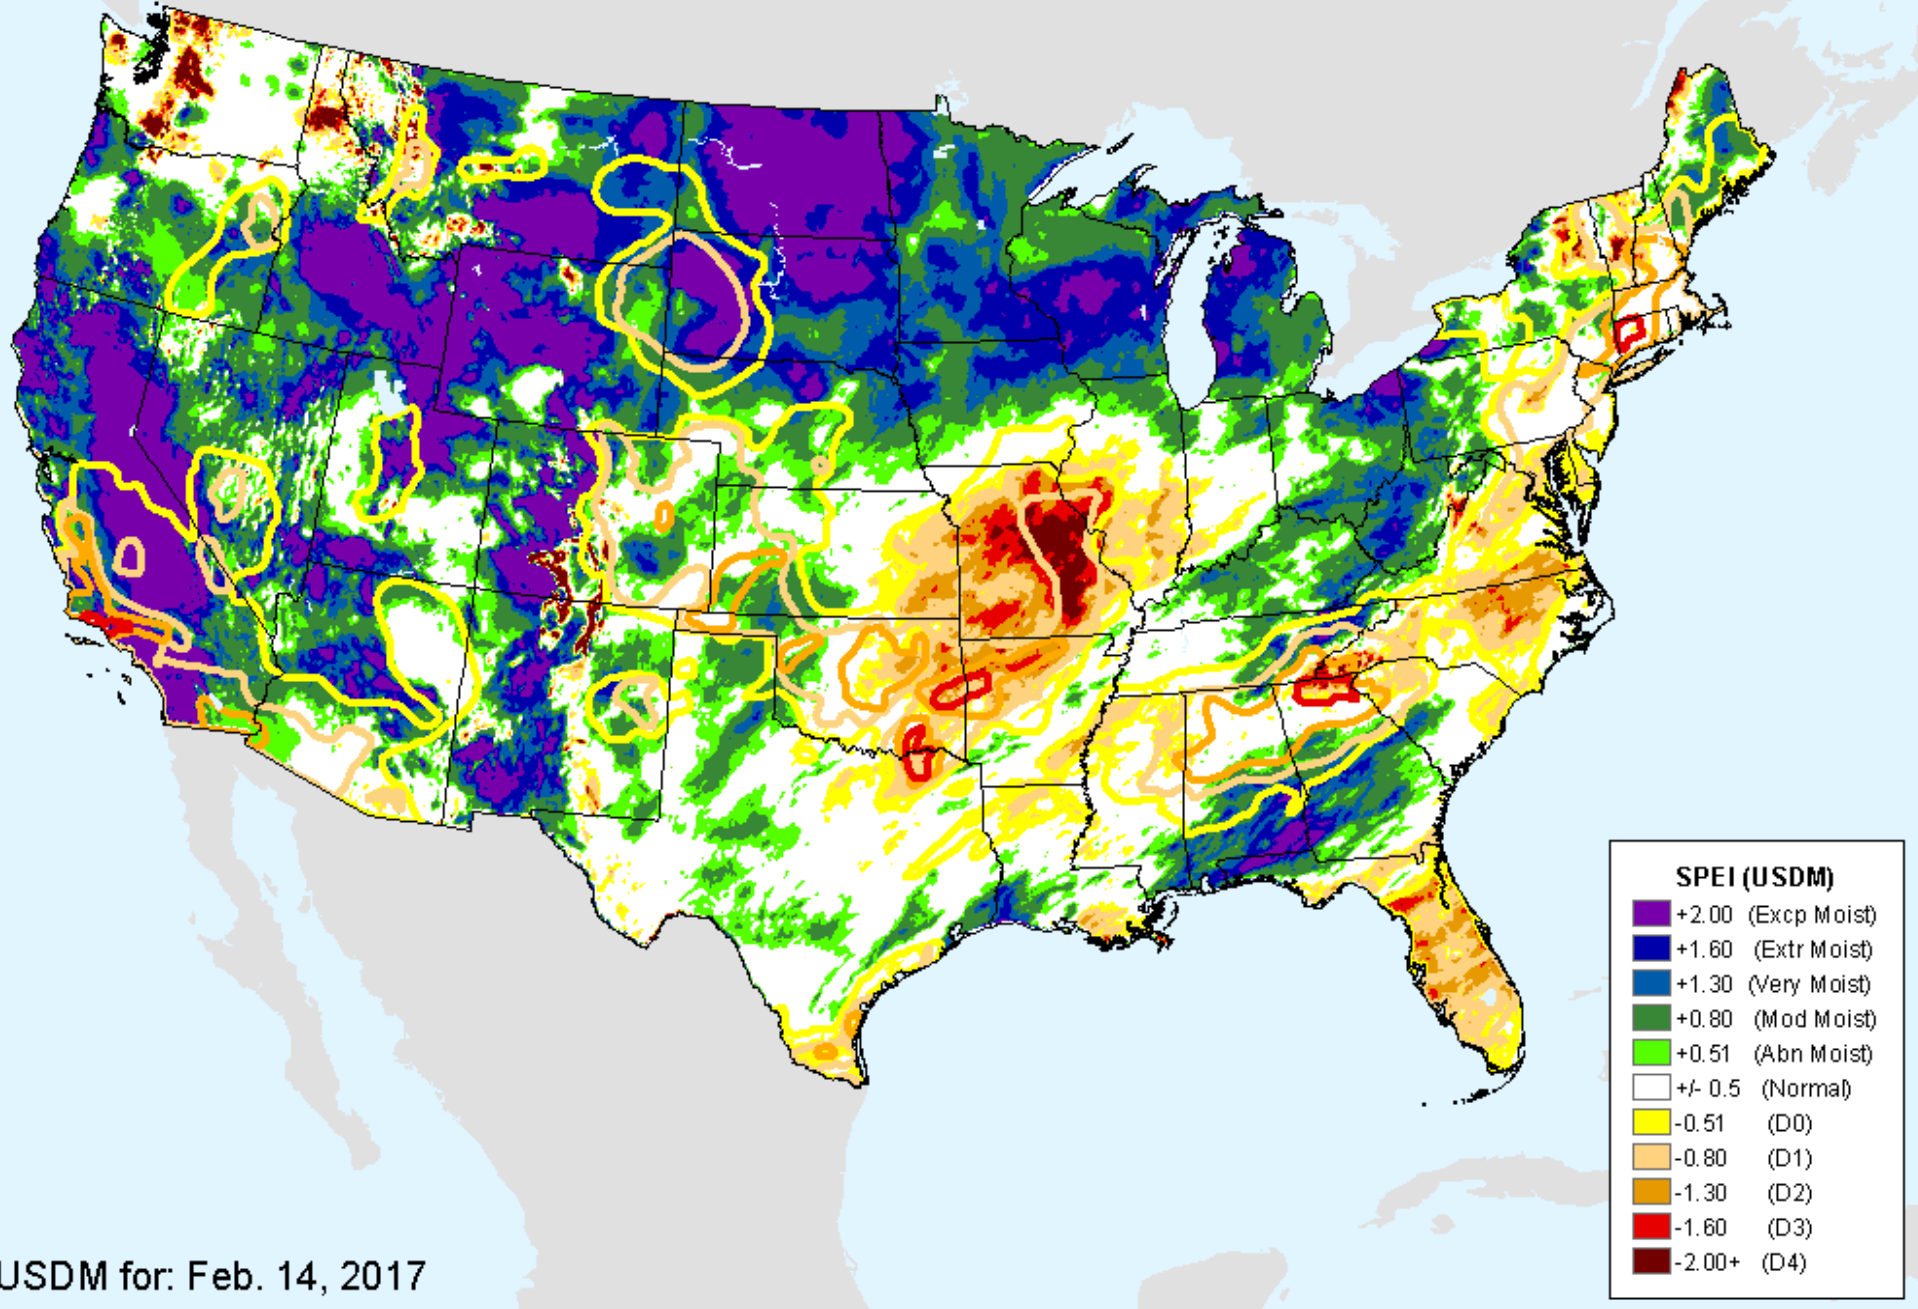 SPEI (USDM)
+2.00 (Excp Moist)
+1.60 (Extr Moist)
+1.30 (Very Moist)
+0.80 (Mod Moist)
+0.51 (Abn Moist)
+/- 0.5 (Normal)
-0.51 (D0)
-0.80 (D1)
-1.30 (D2)
-1.60 (D3)
-2.00+ (D4)
USDM for: Feb. 14, 2017